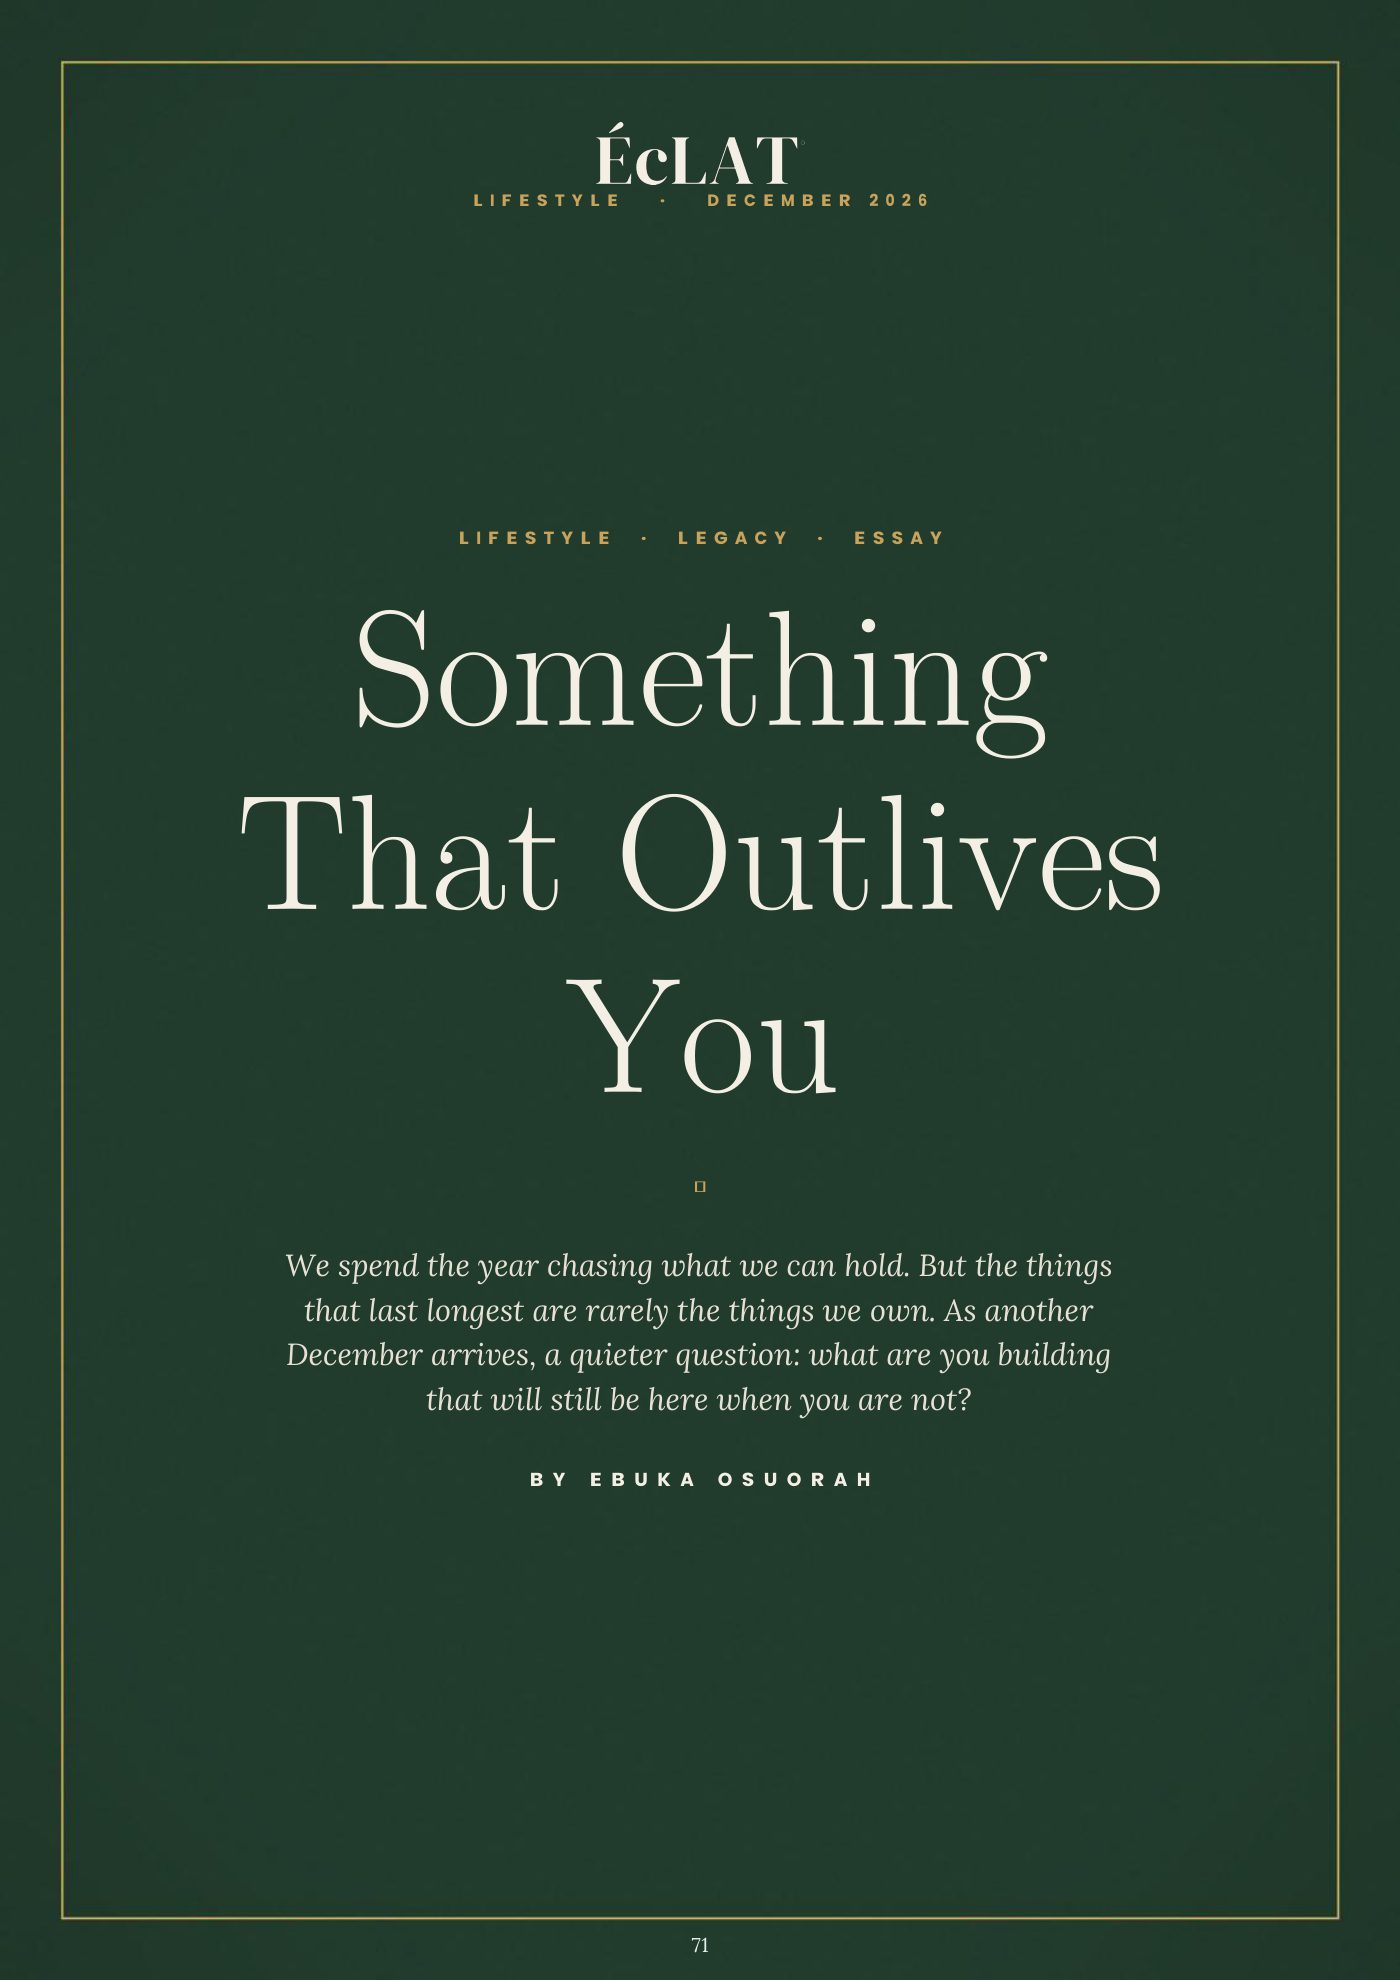 ÉcLAT
LIFESTYLE · DECEMBER 2026
LIFESTYLE · LEGACY · ESSAY
Something
That Outlives
You
We spend the year chasing what we can hold. But the things
that last longest are rarely the things we own. As another
December arrives, a quieter question: what are you building
that will still be here when you are not?
BY EBUKA OSUORAH
71